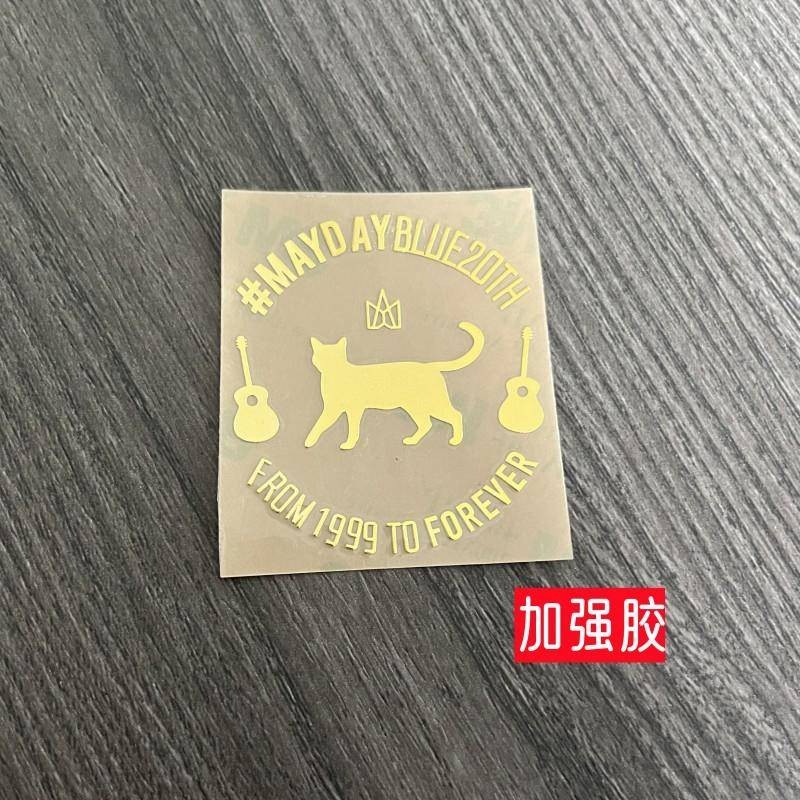 #MAYDAYBLUE20TH
FROM 1999 TO FOREVER
加强胶